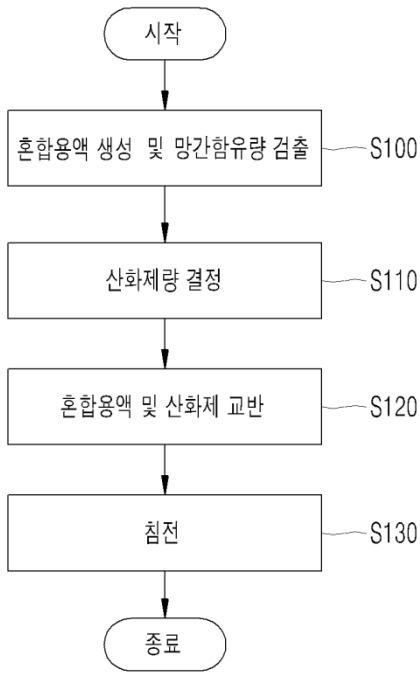 시작
혼합용액 생성 및 망간함유량 검출
S100
산화제량 결정
S110
혼합용액 및 산화제 교반
S120
침전
S130
종료